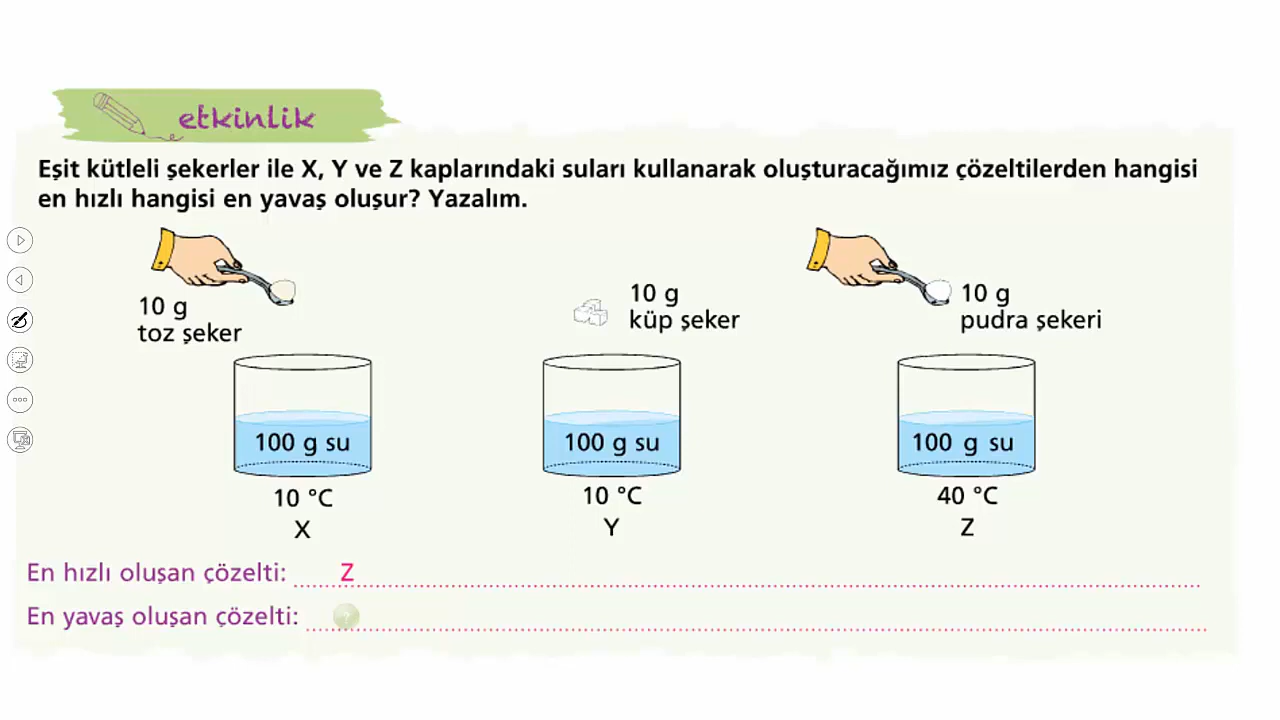 etkinlik
Eşit kütleli şekerler ile X, Y ve Z kaplarındaki suları kullanarak oluşturacağımız çözeltilerden hangisi
en hızlı hangisi en yavaş oluşur? Yazalım.
10 g
toz şeker
10 g
küp şeker
10 g
pudra şekeri
100 g su
100 g su
100 g su
10 °C
10 °C
40 °C
X
Y
Z
En hızlı oluşan çözelti: Z
En yavaş oluşan çözelti: ?